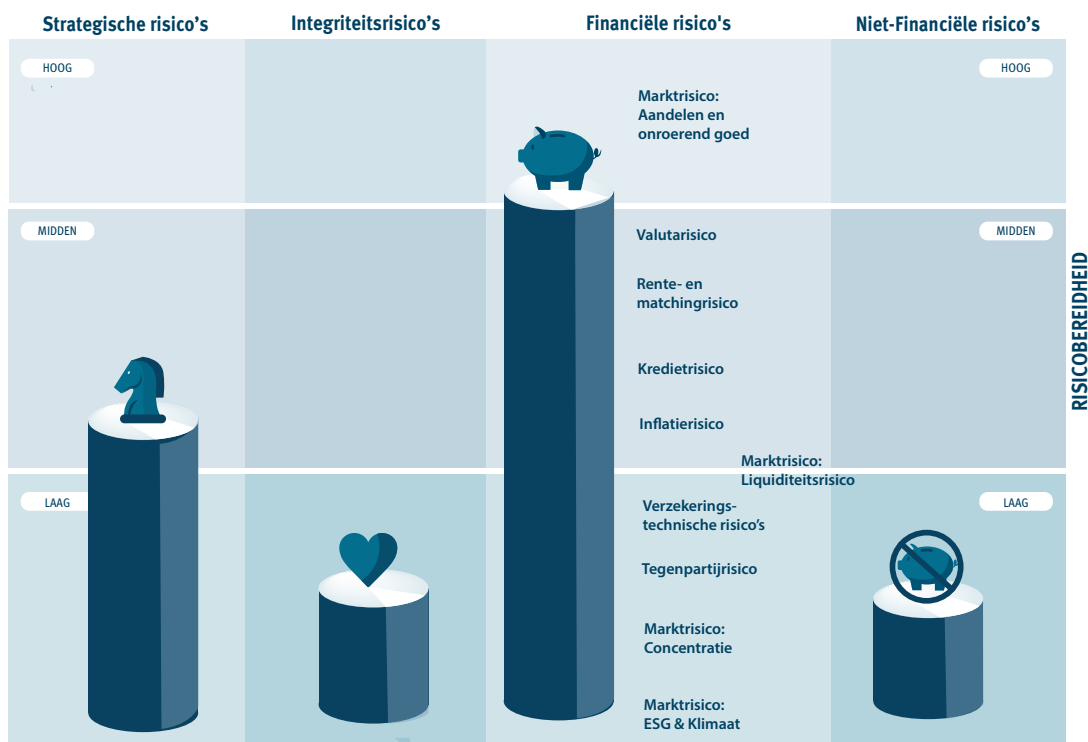 Strategische risico’s
Integriteitsrisico’s
Financiële risico's
Niet-Financiële risico’s
HOOG
HOOG
Marktrisico:
Aandelen en
onroerend goed
MIDDEN
MIDDEN
Valutarisico
Rente- en
matchingrisico
Kredietrisico
Inflatierisico
Marktrisico:
Liquiditeitsrisico
LAAG
LAAG
Verzekerings-
technische risico’s
Tegenpartijrisico
Marktrisico:
Concentratie
Marktrisico:
ESG & Klimaat
RISICOBEREIDHEID